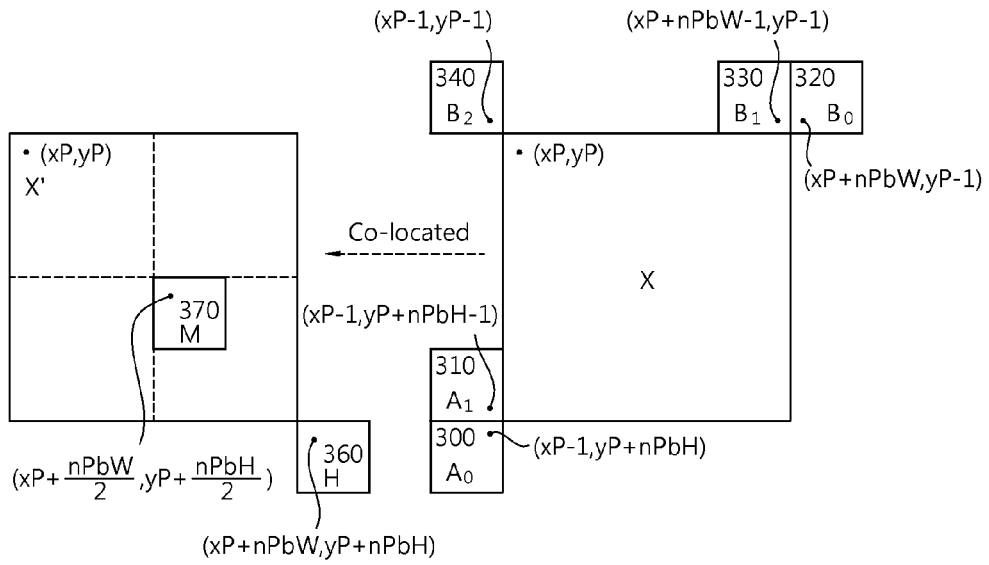 (xP-1,yP-1)
(xP+nPbW-1,yP-1)
340
B2
330
B1
320
B0
(xP,yP)
X'
(xP,yP)
(xP+nPbW,yP-1)
Co-located
X
370
M
(xP-1,yP+nPbH-1)
310
A1
300
A0
(xP-1,yP+nPbH)
360
H
(xP+nPbW/2,yP+nPbH/2)
(xP+nPbW,yP+nPbH)